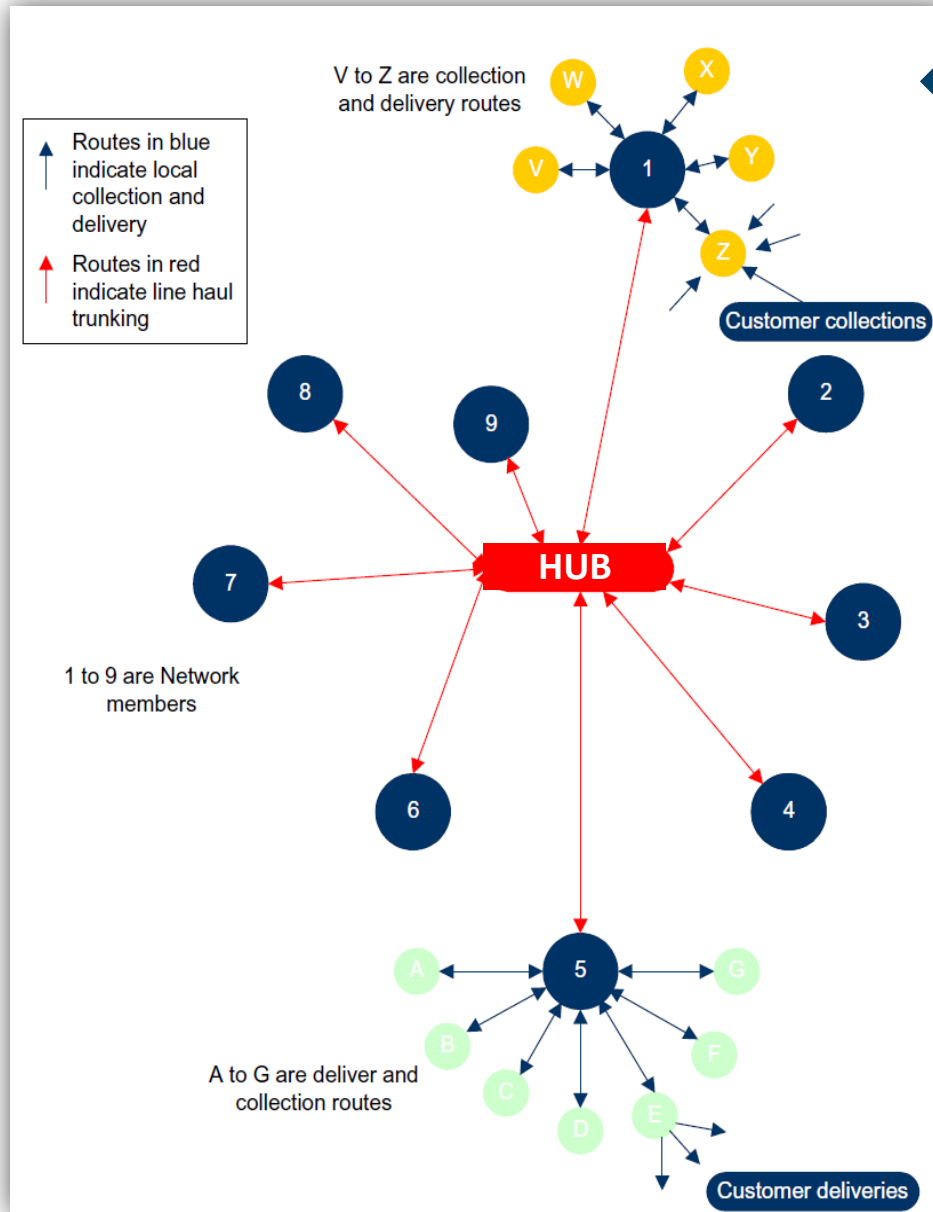 V to Z are collection
and delivery routes
W
X
V
1
Y
Z
Routes in blue
indicate local
collection and
delivery
Routes in red
indicate line haul
trunking
Customer collections
8
9
2
HUB
7
3
1 to 9 are Network
members
6
4
A
5
G
B
F
C
D
E
A to G are deliver and
collection routes
Customer deliveries